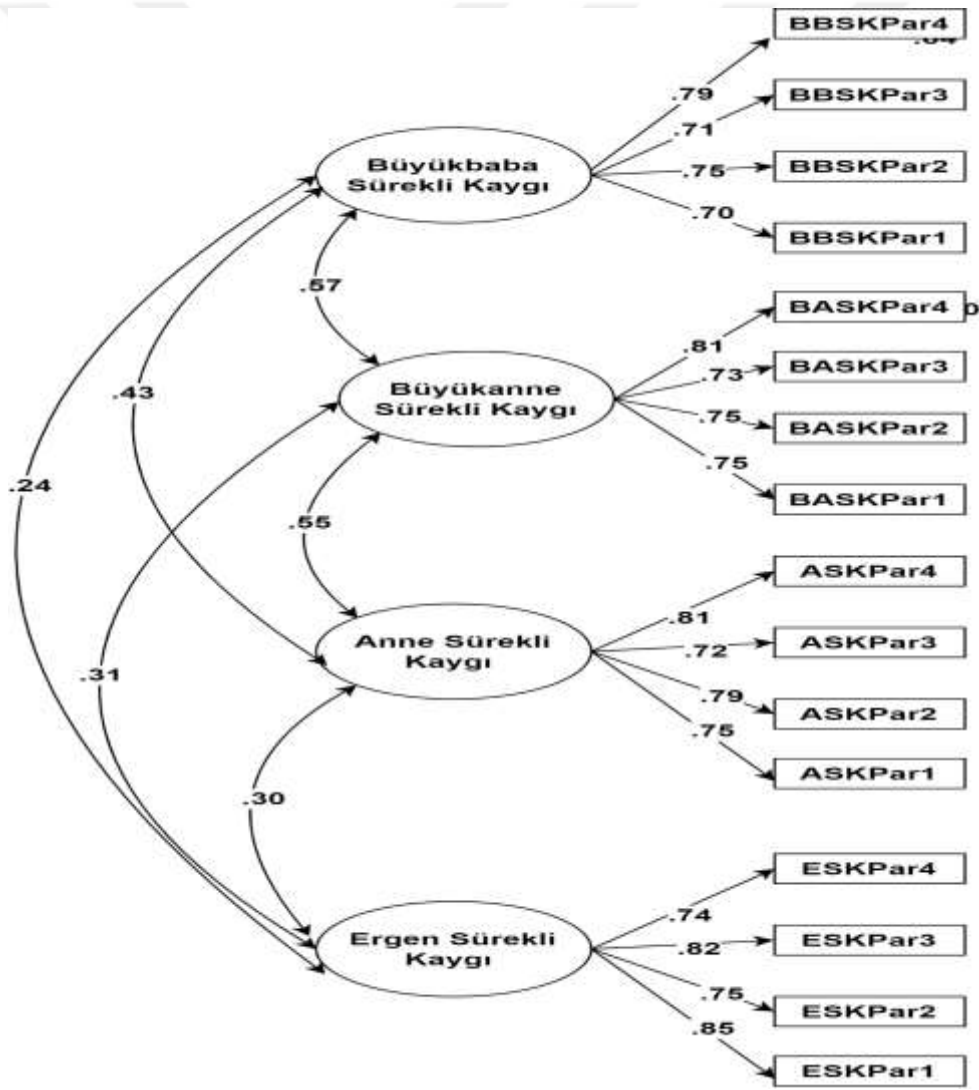 BBSKPar4
.79
BBSKPar3
.71
Büyükbaba
Sürekli Kaygı
.75
BBSKPar2
.70
BBSKPar1
.57
BASKPar4
.81
BASKPar3
.73
Büyükanne
Sürekli Kaygı
.43
.75
BASKPar2
.75
BASKPar1
.24
.55
ASKPar4
.81
Anne Sürekli
Kaygı
.72
ASKPar3
.31
.79
ASKPar2
.75
ASKPar1
.30
ESKPar4
.74
Ergen Sürekli
Kaygı
.82
ESKPar3
.75
ESKPar2
.85
ESKPar1